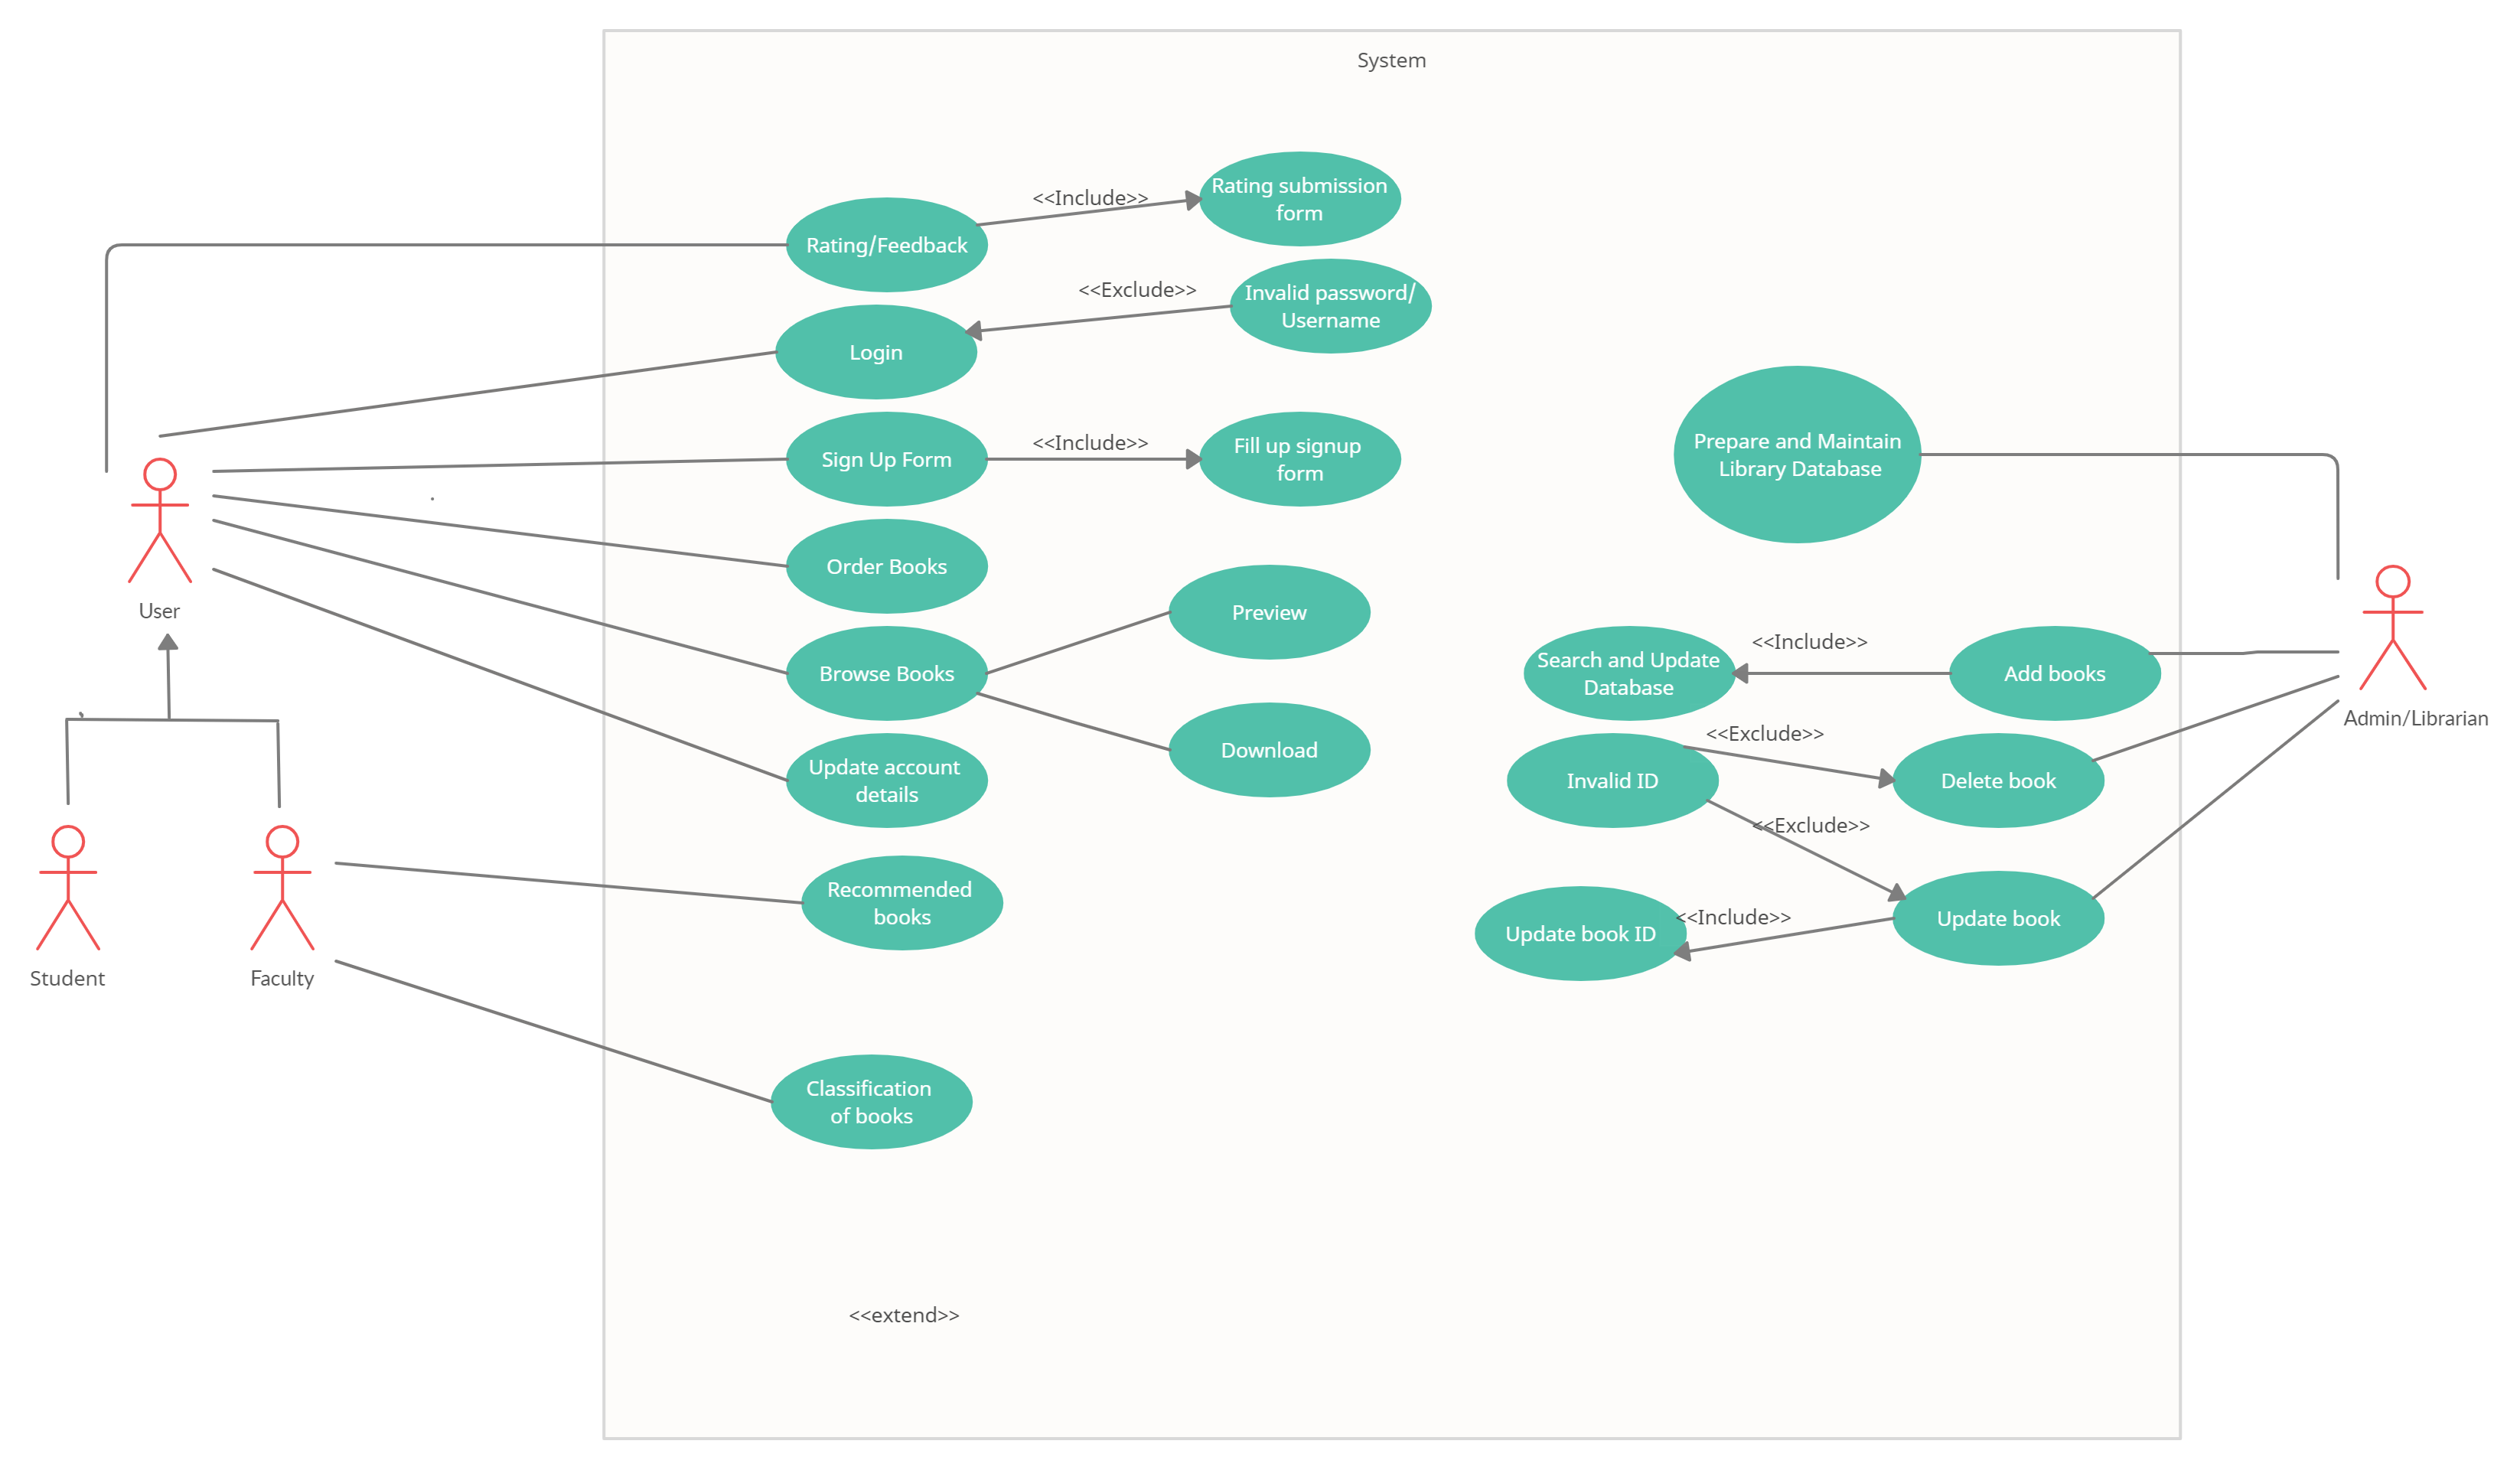 System
Rating submission
form
<<Include>>
Rating/Feedback
<<Exclude>>
Invalid password/
Username
Login
<<Include>>
Sign Up Form
Fill up signup
form
Prepare and Maintain
Library Database
Order Books
User
Preview
Browse Books
<<Include>>
Search and Update
Database
Add books
Admin/Librarian
<<Exclude>>
Download
Update account
details
Invalid ID
Delete book
<<Exclude>>
Recommended
books
<<Include>>
Update book ID
Update book
Student
Faculty
Classification
of books
<<extend>>